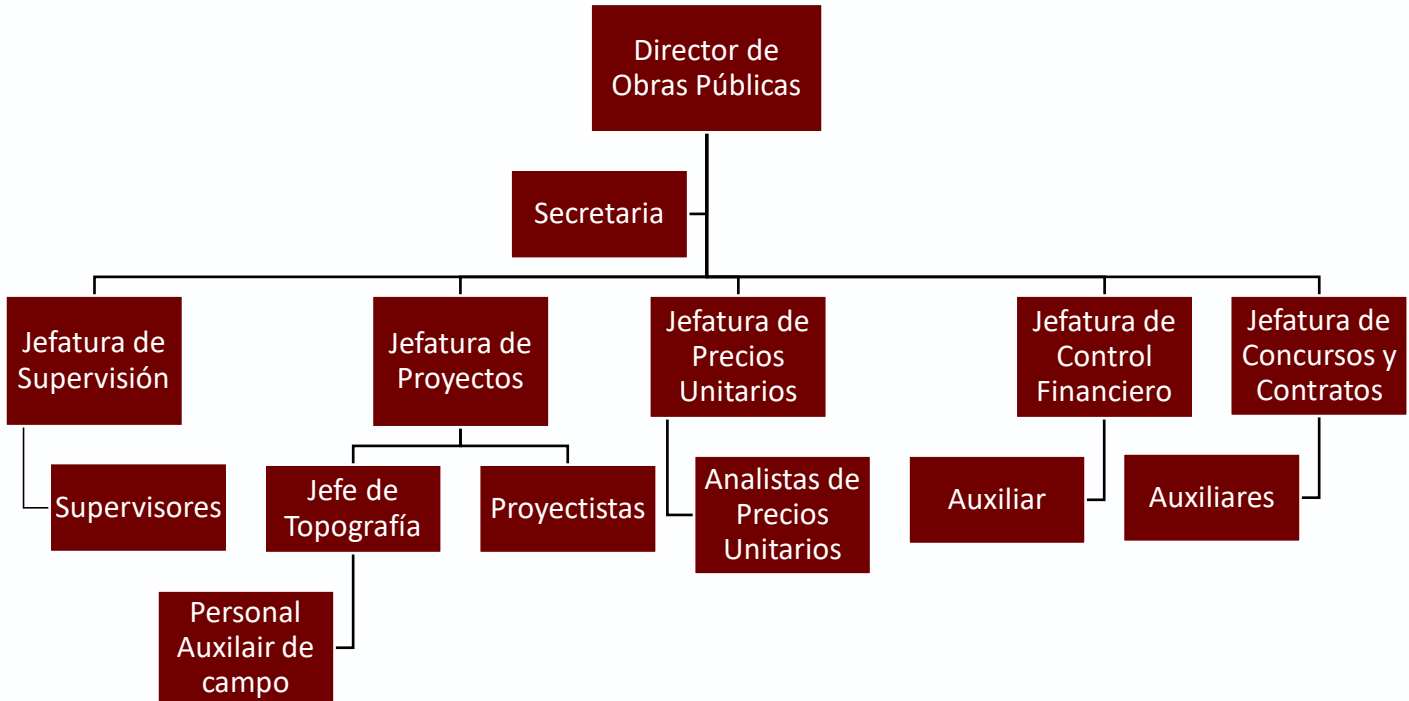 Director de
Obras Públicas
Secretaria
Jefatura de
Supervisión
Jefatura de
Proyectos
Jefatura de
Precios
Unitarios
Jefatura de
Control
Financiero
Jefatura de
Concursos y
Contratos
Supervisores
Jefe de
Topografía
Proyectistas
Analistas de
Precios
Unitarios
Auxiliar
Auxiliares
Personal
Auxilair de
campo